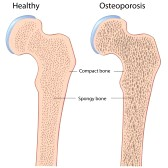 Healthy
Osteoporosis
Compact bone
Spongy bone